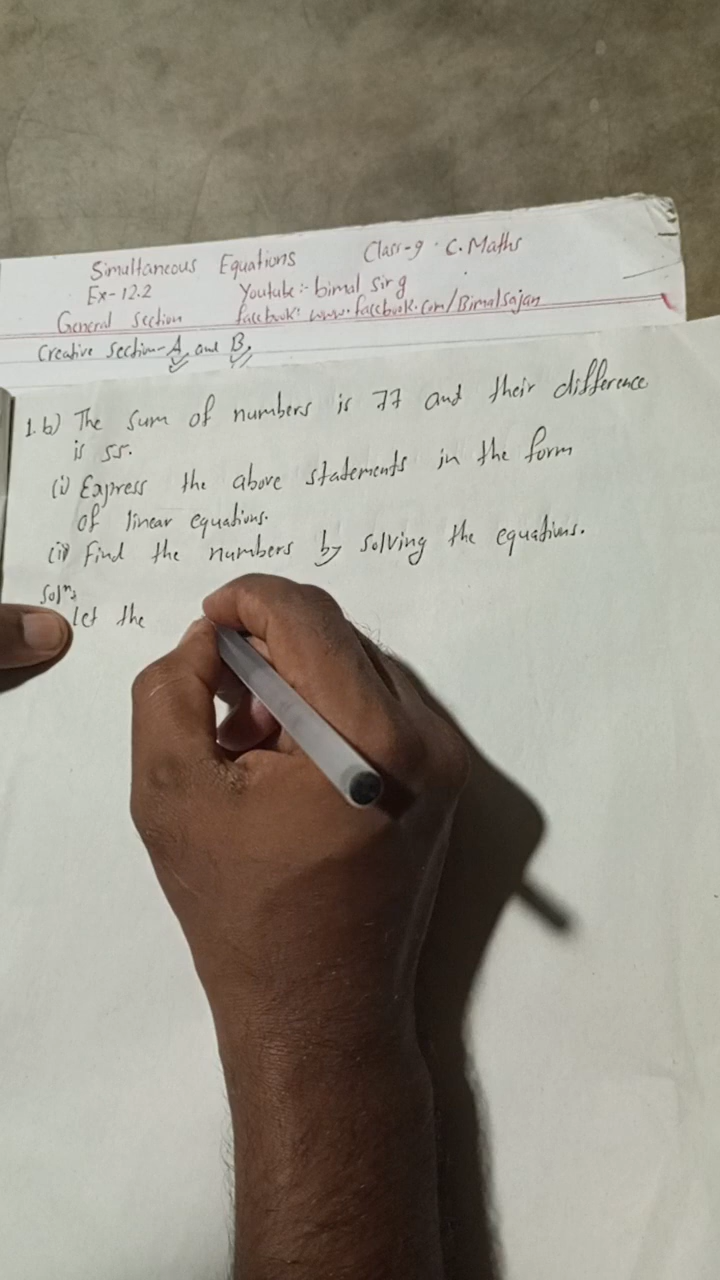 Simultaneous Equations Class-9. C. Maths
Ex-12.2 Youtube:- bimal sir g
General Section facebook: www.facebook.com/Bimalsajan
Creative section-A and B,
1.b) The sum of numbers is 77 and their difference
is 55.
(i) Express the above statements in the form
of linear equations.
(ii) Find the numbers by solving the equations.
Solⁿ:
let the